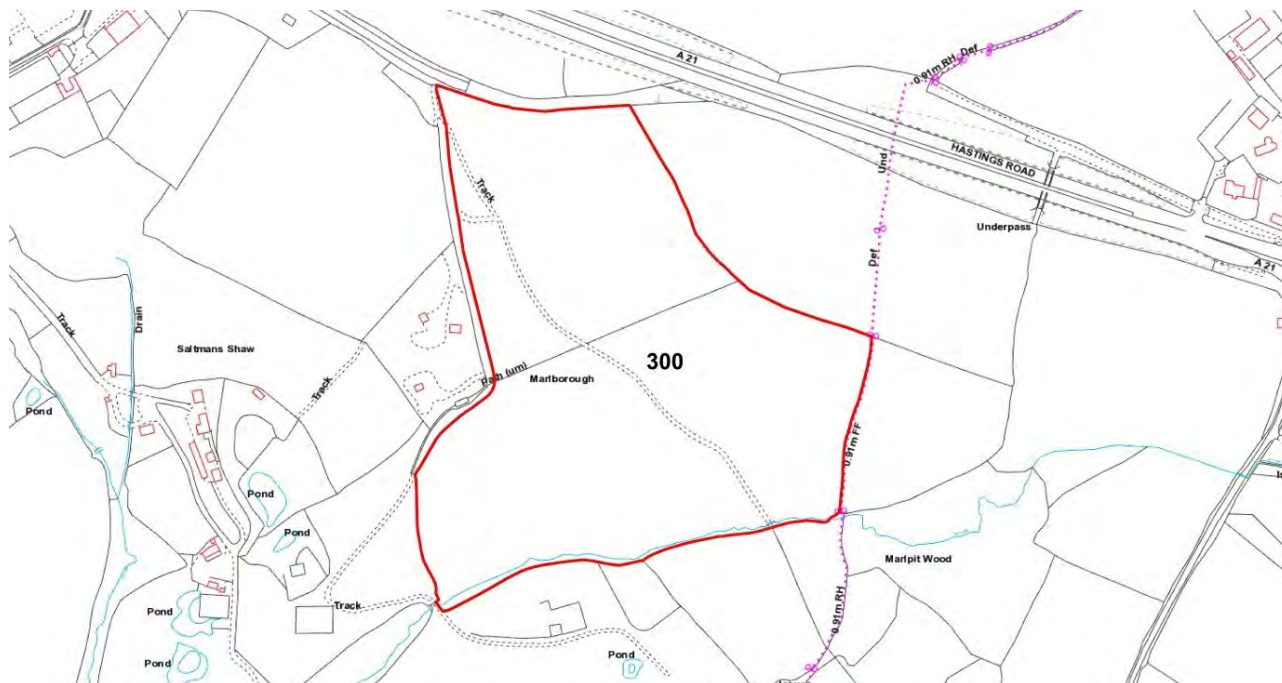 A 21
0.91m RH
Def
HASTINGS ROAD
Und
Track
Underpass
Def
A 21
Drain
Track
Saltmans Shaw
300
Path (um)
Marlborough
Track
Pond
0.91m FF
Pond
Pond
Marlpit Wood
Track
Pond
0.91m RH
Pond
Pond